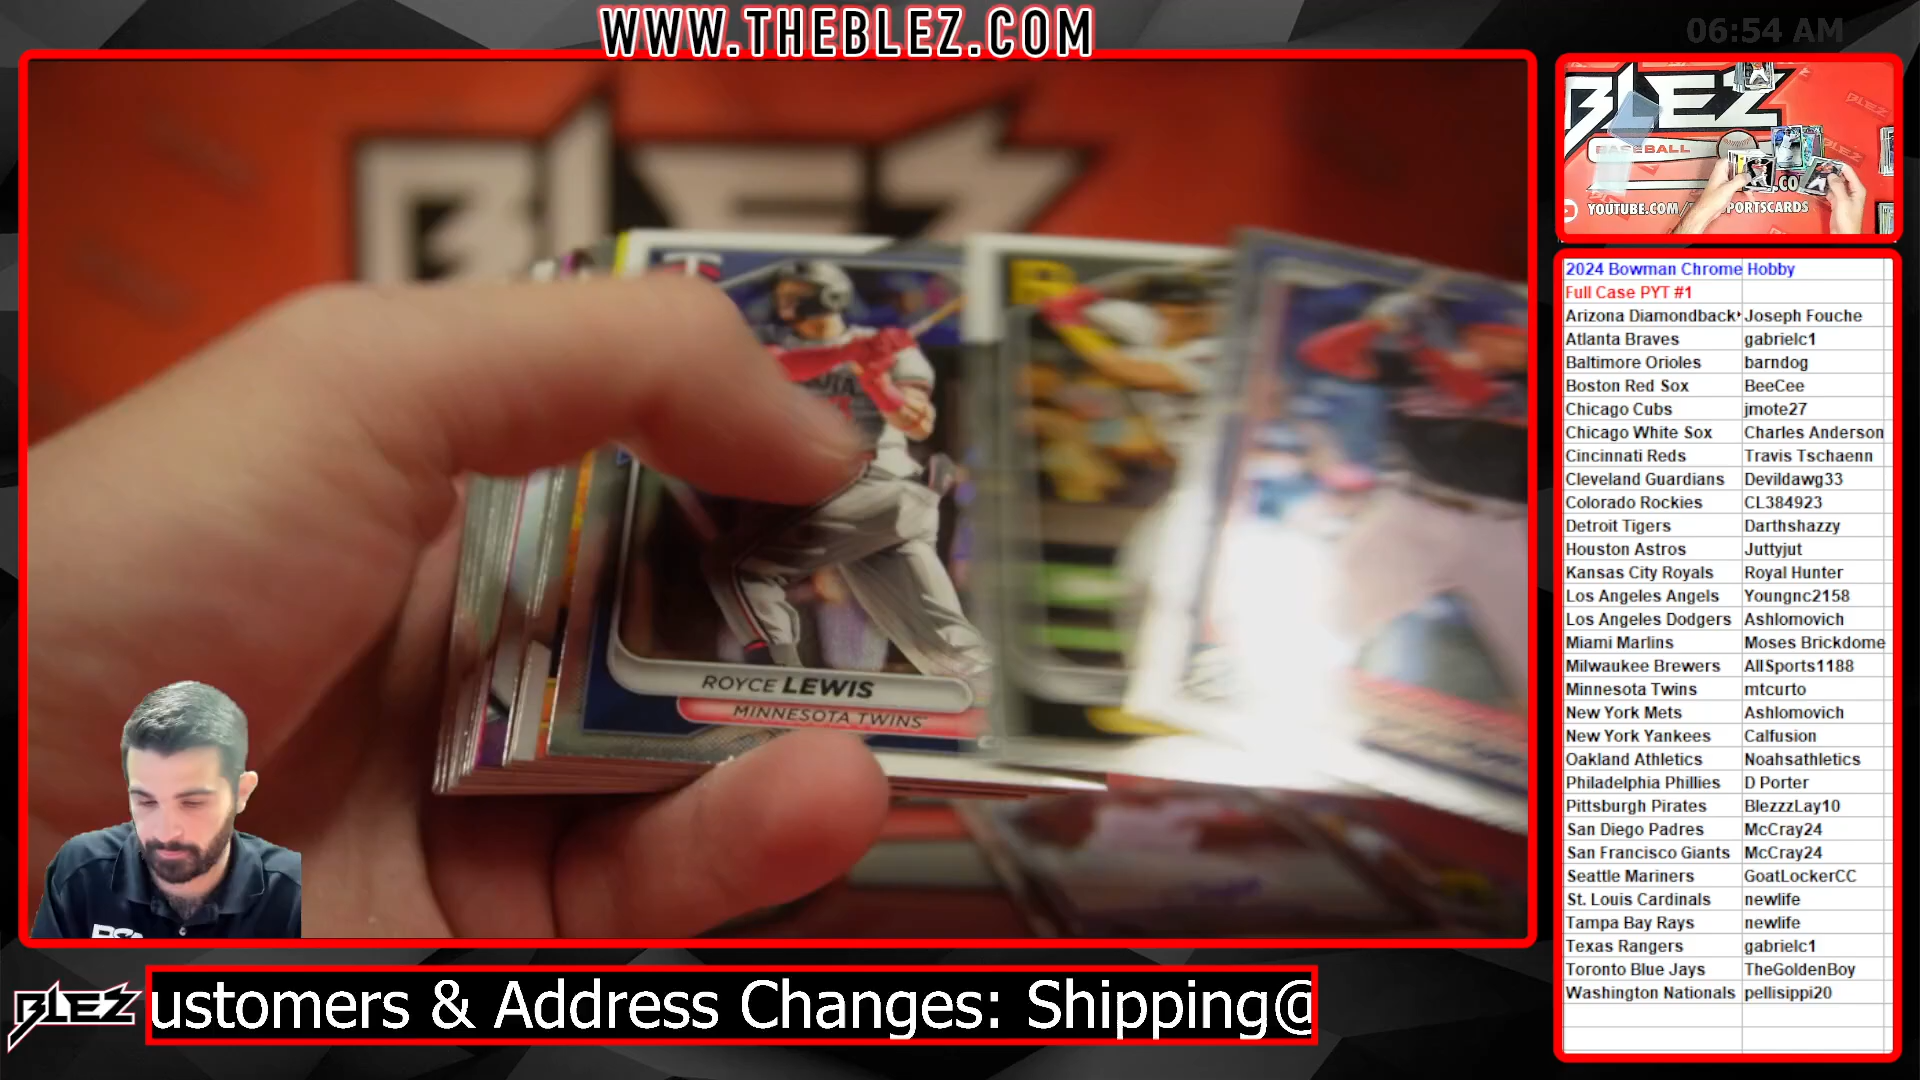 WWW.THEBLEZ.COM
06:54 AM
BLEZ
BLEZ
BASEBALL
YOUTUBE.COM/
PORTSCARDS
ROYCE LEWIS
MINNESOTA TWINS
2024 Bowman Chrome Hobby
Full Case PYT #1
Arizona Diamondback Joseph Fouche
Atlanta Braves gabrielc1
Baltimore Orioles barndog
Boston Red Sox BeeCee
Chicago Cubs jmote27
Chicago White Sox Charles Anderson
Cincinnati Reds Travis Tschaenn
Cleveland Guardians Devildawg33
Colorado Rockies CL384923
Detroit Tigers Darthshazzy
Houston Astros Juttyjut
Kansas City Royals Royal Hunter
Los Angeles Angels Youngnc2158
Los Angeles Dodgers Ashlomovich
Miami Marlins Moses Brickdome
Milwaukee Brewers AllSports1188
Minnesota Twins mtcurto
New York Mets Ashlomovich
New York Yankees Calfusion
Oakland Athletics Noahsathletics
Philadelphia Phillies D Porter
Pittsburgh Pirates BlezzzLay10
San Diego Padres McCray24
San Francisco Giants McCray24
Seattle Mariners GoatLockerCC
St. Louis Cardinals newlife
Tampa Bay Rays newlife
Texas Rangers gabrielc1
Toronto Blue Jays TheGoldenBoy
Washington Nationals pellisippi20
BLEZ
ustomers & Address Changes: Shipping@